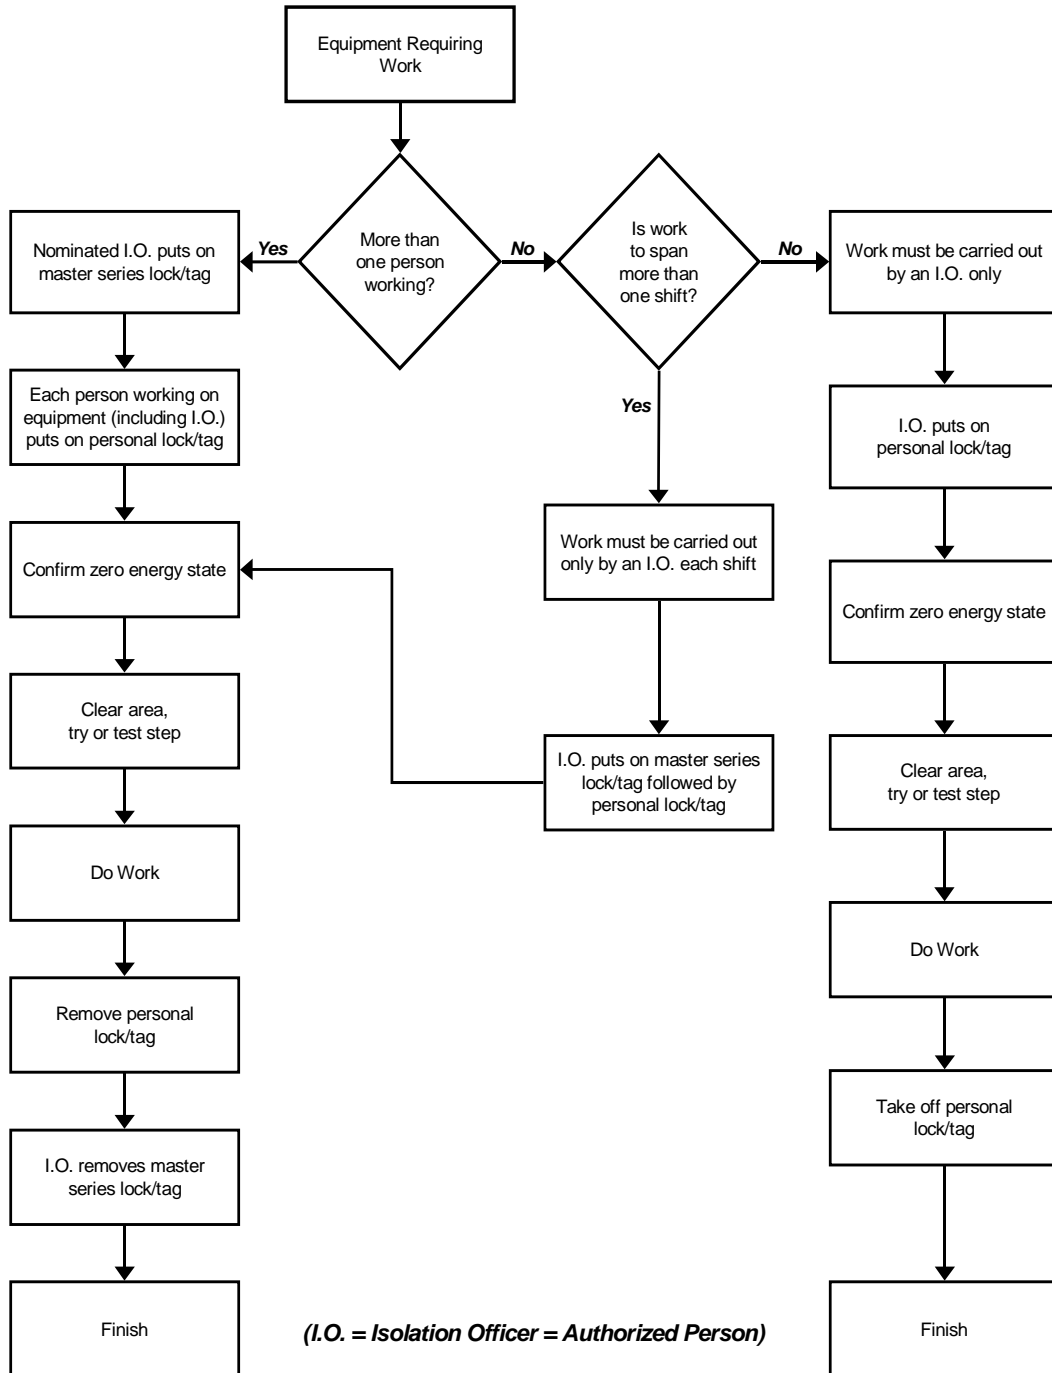 Equipment Requiring
Work
More than
one person
working?
Yes
No
Is work
to span
more than
one shift?
No
Yes
Nominated I.O. puts on
master series lock/tag
Each person working on
equipment (including I.O.)
puts on personal lock/tag
Confirm zero energy state
Clear area,
try or test step
Do Work
Remove personal
lock/tag
I.O. removes master
series lock/tag
Finish
Work must be carried out
only by an I.O. each shift
I.O. puts on master series
lock/tag followed by
personal lock/tag
Work must be carried out
by an I.O. only
I.O. puts on
personal lock/tag
Confirm zero energy state
Clear area,
try or test step
Do Work
Take off personal
lock/tag
Finish
(I.O. = Isolation Officer = Authorized Person)